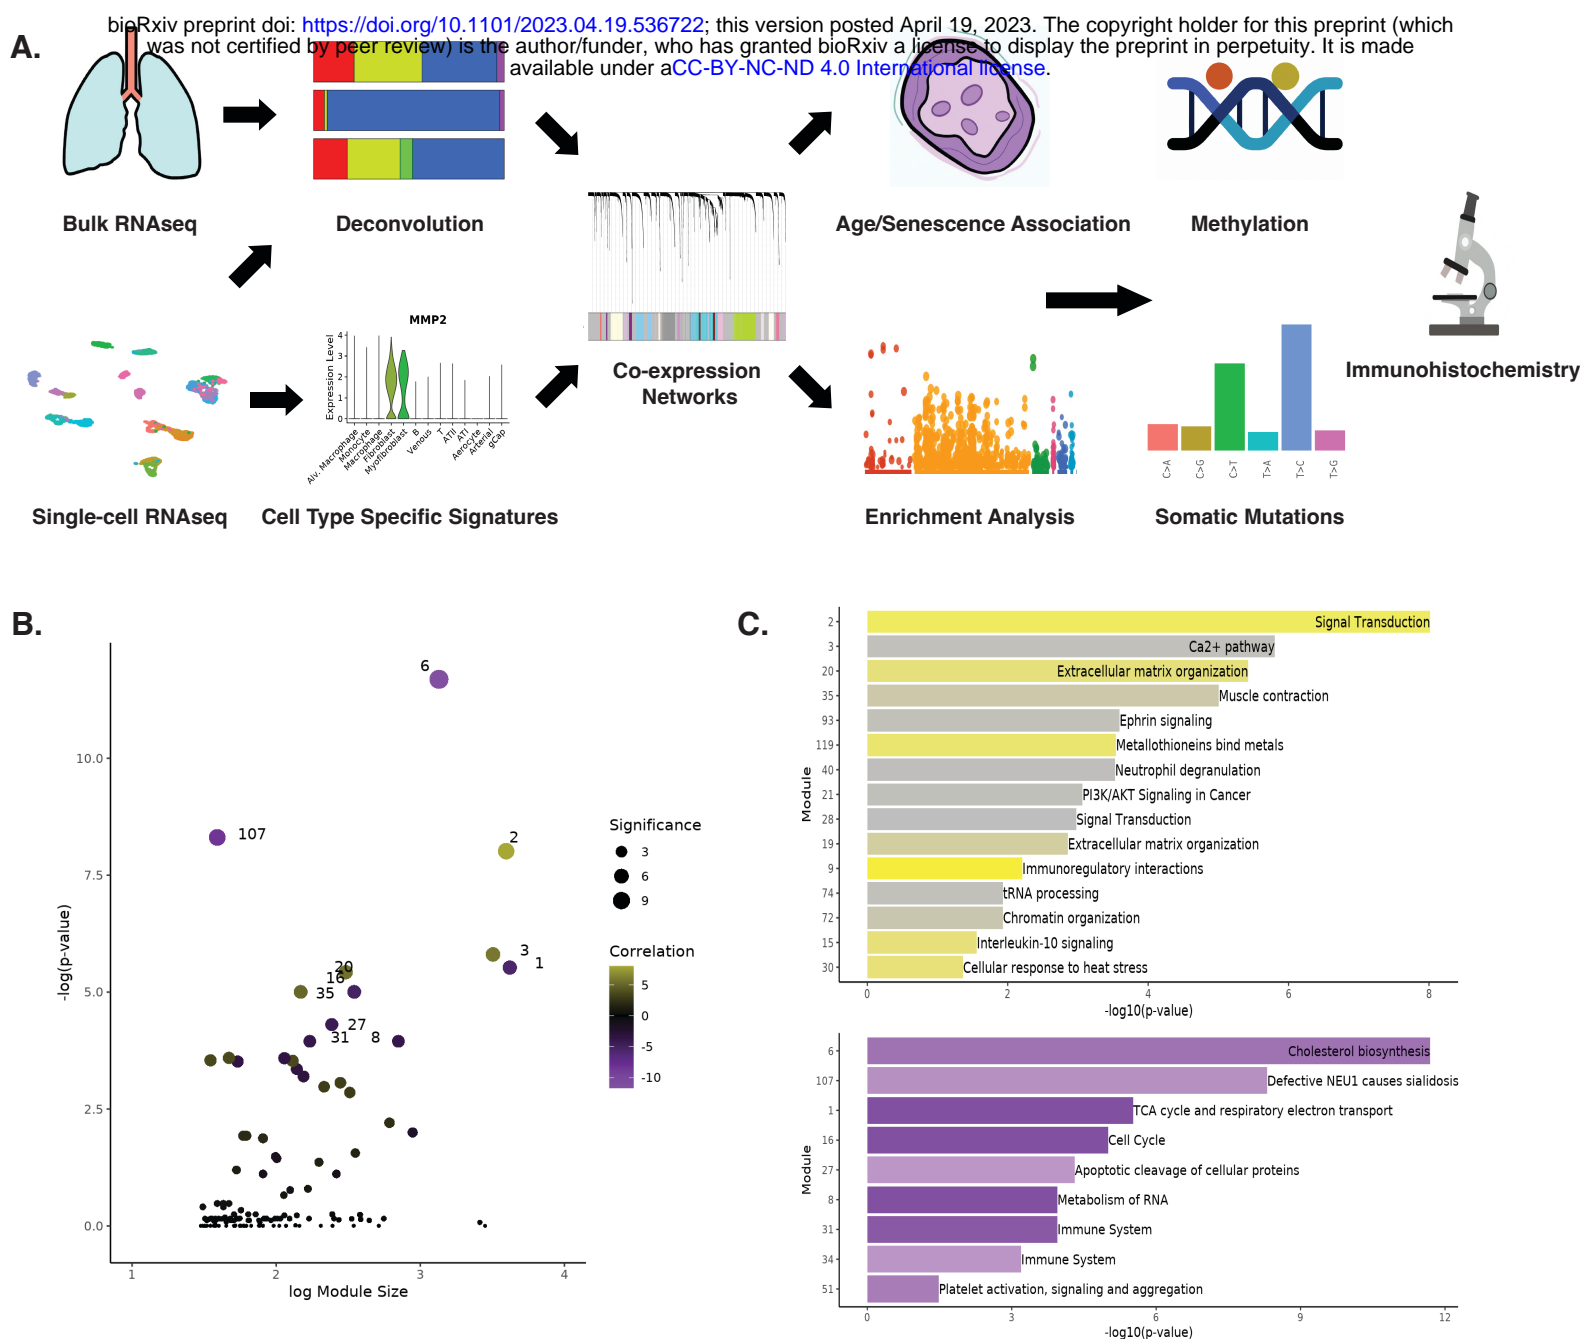 bioRxiv preprint doi: https://doi.org/10.1101/2023.04.19.536722; this version posted April 19, 2023. The copyright holder for this preprint (which
was not certified by peer review) is the author/funder, who has granted bioRxiv a license to display the preprint in perpetuity. It is made
available under aCC-BY-NC-ND 4.0 International license.
A.
Bulk RNAseq
Deconvolution
Age/Senescence Association
Methylation
MMP2
Expression Level
4
3
2
1
0
Alv. Macrophage
Monocyte
Macrophage
Fibroblast
Myofibroblast
B
Venous
T
ATII
ATI
Aerocyte
Arterial
gCap
Co-expression
Networks
Immunohistochemistry
C>A
C>G
C>T
T>A
T>C
T>G
Single-cell RNAseq
Cell Type Specific Signatures
Enrichment Analysis
Somatic Mutations
B.
-log(p-value)
10.0
7.5
5.0
2.5
0.0
1
2
3
4
log Module Size
6
107
2
3
1
20
16
35
27
31
8
Significance
3
6
9
Correlation
5
0
-5
-10
C.
Module
2 Signal Transduction
3 Ca2+ pathway
20 Extracellular matrix organization
35 Muscle contraction
93 Ephrin signaling
119 Metallothioneins bind metals
40 Neutrophil degranulation
21 PI3K/AKT Signaling in Cancer
28 Signal Transduction
19 Extracellular matrix organization
9 Immunoregulatory interactions
74 tRNA processing
72 Chromatin organization
15 Interleukin-10 signaling
30 Cellular response to heat stress
0 2 4 6 8
-log10(p-value)
Module
6 Cholesterol biosynthesis
107 Defective NEU1 causes sialidosis
1 TCA cycle and respiratory electron transport
16 Cell Cycle
27 Apoptotic cleavage of cellular proteins
8 Metabolism of RNA
31 Immune System
34 Immune System
51 Platelet activation, signaling and aggregation
0 3 6 9 12
-log10(p-value)